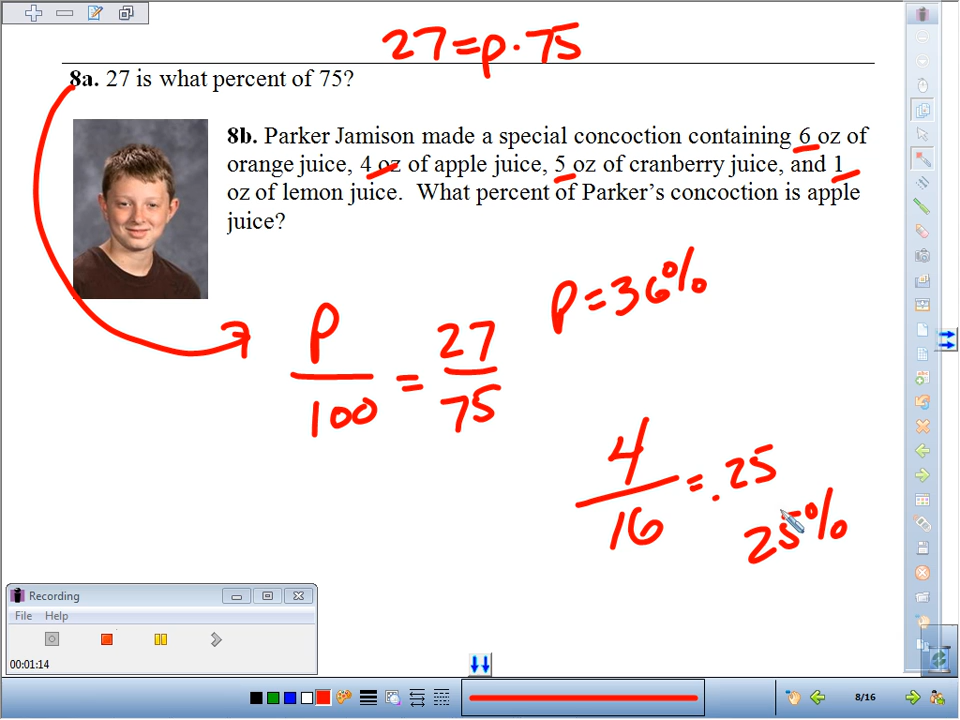 27=p·75
8a. 27 is what percent of 75?
8b. Parker Jamison made a special concoction containing 6 oz of
orange juice, 4 oz of apple juice, 5 oz of cranberry juice, and 1
oz of lemon juice. What percent of Parker's concoction is apple
juice?
p=36%
p/100 = 27/75
4/16 = .25
25%
Recording
File Help
00:01:14
8/16